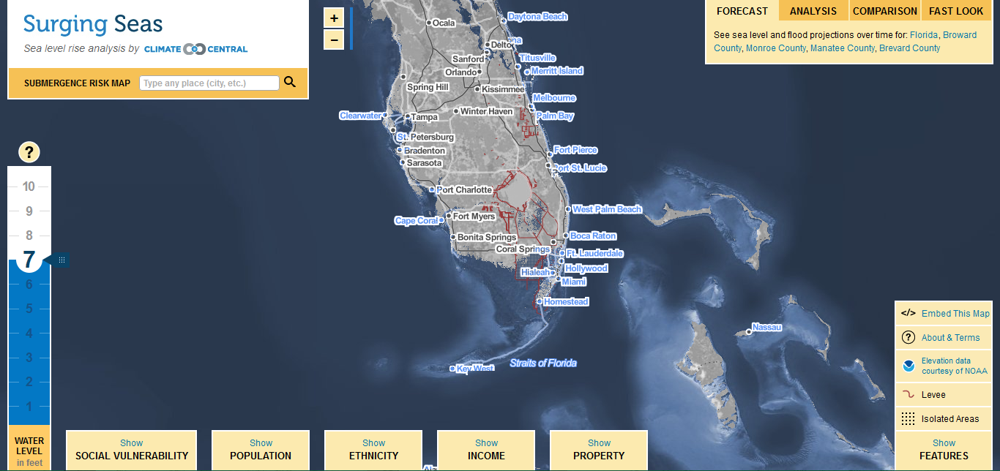 Surging Seas
Sea level rise analysis by CLIMATE CENTRAL
SUBMERGENCE RISK MAP
Type any place (city, etc.)
+
−
FORECAST
ANALYSIS
COMPARISON
FAST LOOK
See sea level and flood projections over time for: Florida, Broward
County, Monroe County, Manatee County, Brevard County
?
10
9
8
7
6
5
4
3
2
1
WATER
LEVEL
in feet
Daytona Beach
Ocala
Sanford
Titusville
Orlando
Merritt Island
Spring Hill
Kissimmee
Melbourne
Clearwater
Tampa
Winter Haven
Palm Bay
St. Petersburg
Bradenton
Fort Pierce
Sarasota
Port St. Lucie
Port Charlotte
West Palm Beach
Cape Coral
Fort Myers
Bonita Springs
Boca Raton
Coral Springs
Ft. Lauderdale
Hollywood
Hialeah
Miami
Homestead
Nassau
Key West
Straits of Florida
</> Embed This Map
? About & Terms
Elevation data
courtesy of NOAA
Levee
Isolated Areas
Show
FEATURES
Show
SOCIAL VULNERABILITY
Show
POPULATION
Show
ETHNICITY
Show
INCOME
Show
PROPERTY